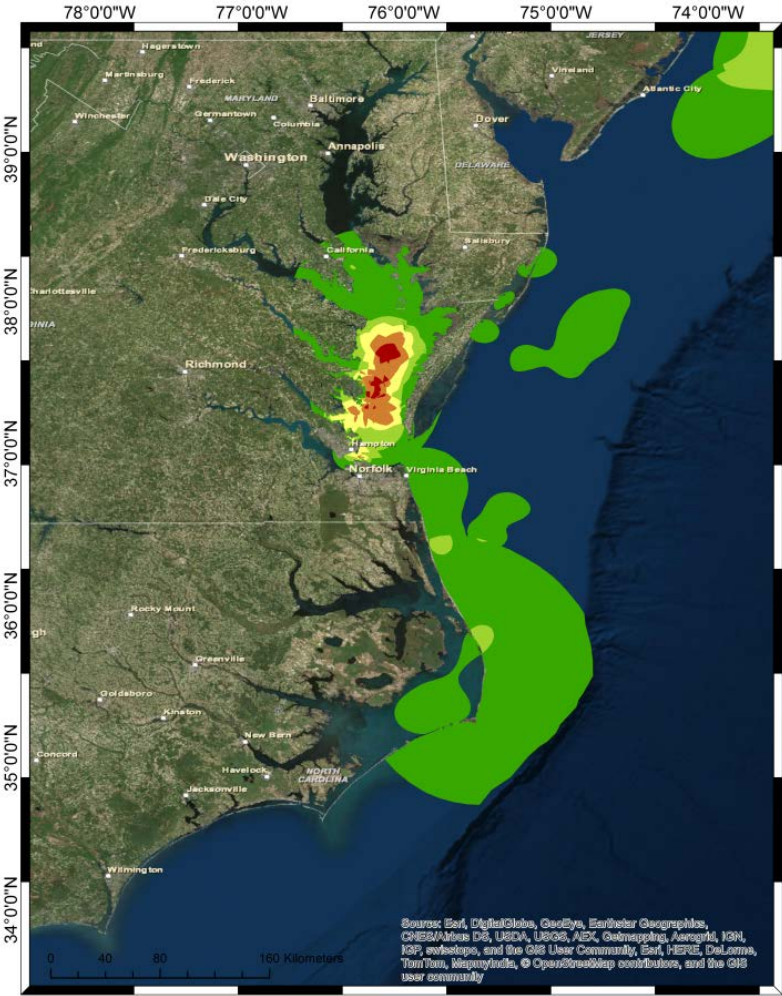 78°0'0"W 77°0'0"W 76°0'0"W 75°0'0"W 74°0'0"W
JERSEY
Hagerstown
Martinsburg
Frederick
Vineland
Atlantic City
MARYLAND
Baltimore
Winchester
Germantown
Columbia
Dover
39°0'0"N
Annapolis
Washington
DELAWARE
Dale City
Salisbury
Fredericksburg
California
38°0'0"N
Charlottesville
INIA
Richmond
37°0'0"N
Hampton
Norfolk
Virginia Beach
36°0'0"N
Rocky Mount
gh
Greenville
Goldsboro
Kinston
35°0'0"N
New Bern
Concord
Havelock
NORTH
CAROLINA
Jacksonville
34°0'0"N
Wilmington
Source: Esri, DigitalGlobe, GeoEye, Earthstar Geographics,
CNES/Airbus DS, USDA, USGS, AEX, Getmapping, Aerogrid, IGN,
IGP, swisstopo, and the GIS User Community, Esri, HERE, DeLorme,
TomTom, MapmyIndia, © OpenStreetMap contributors, and the GIS
user community
0 40 80 160 Kilometers